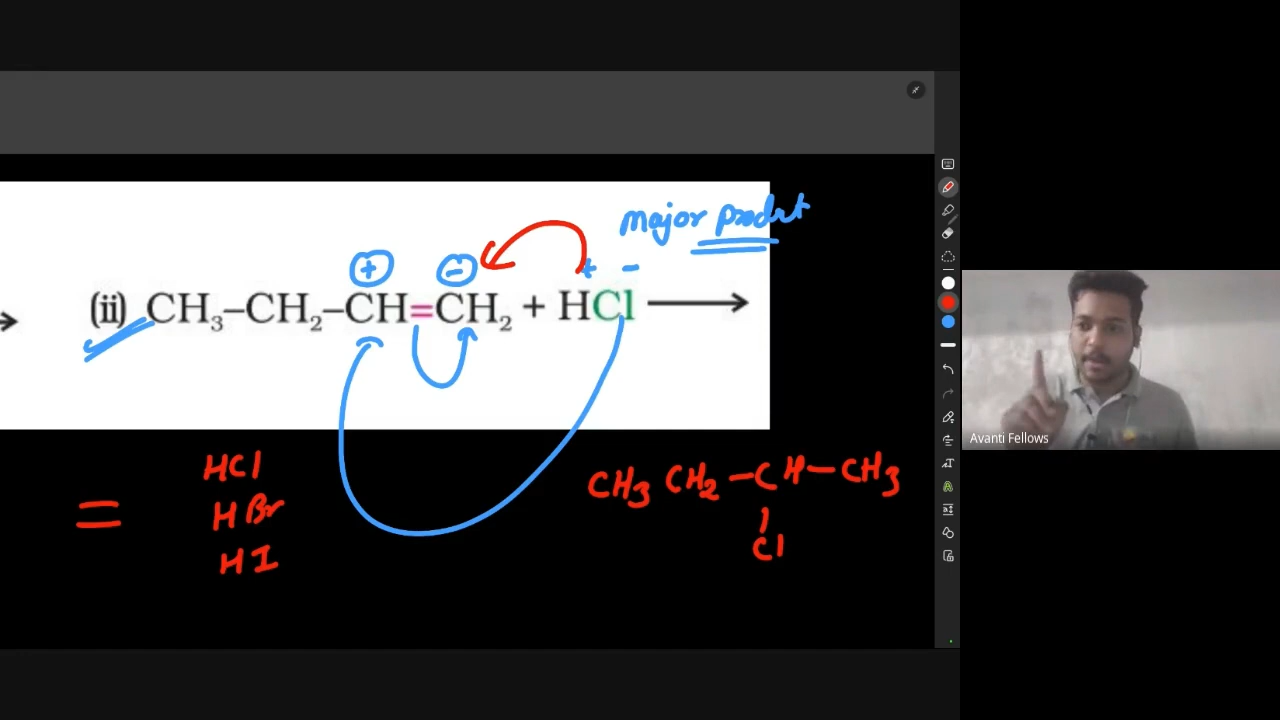 major product
+ - + -
(ii) CH₃–CH₂–CH=CH₂ + HCl ⟶
HCl
= HBr
HI
CH₃ CH₂ –CH–CH₃
|
Cl
Avanti Fellows